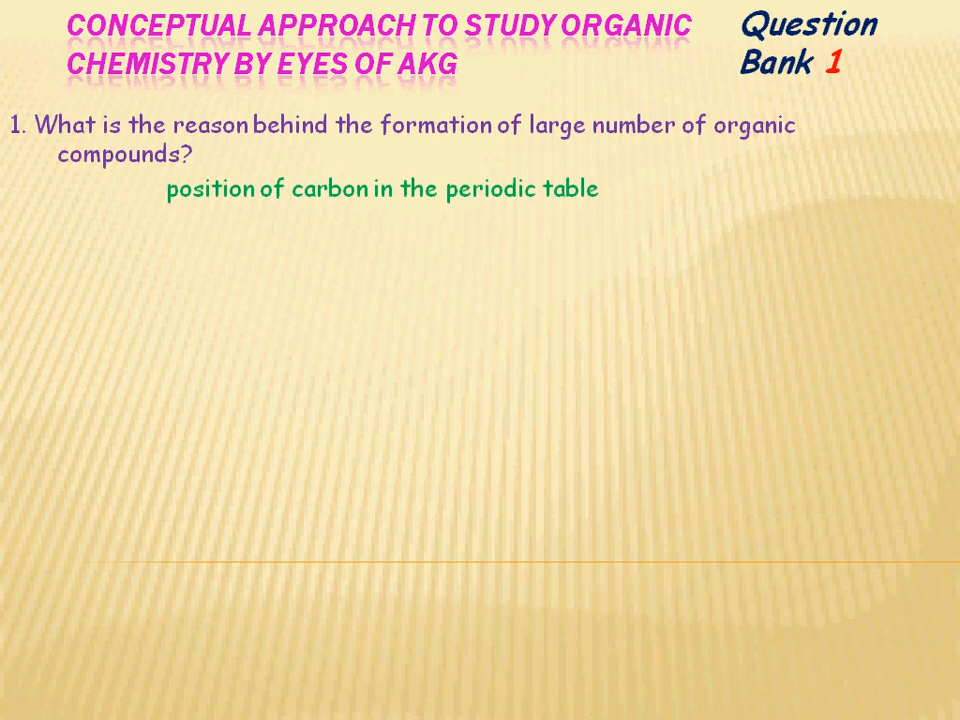 CONCEPTUAL APPROACH TO STUDY ORGANIC
CHEMISTRY BY EYES OF AKG
Question
Bank 1
1. What is the reason behind the formation of large number of organic
compounds?
position of carbon in the periodic table